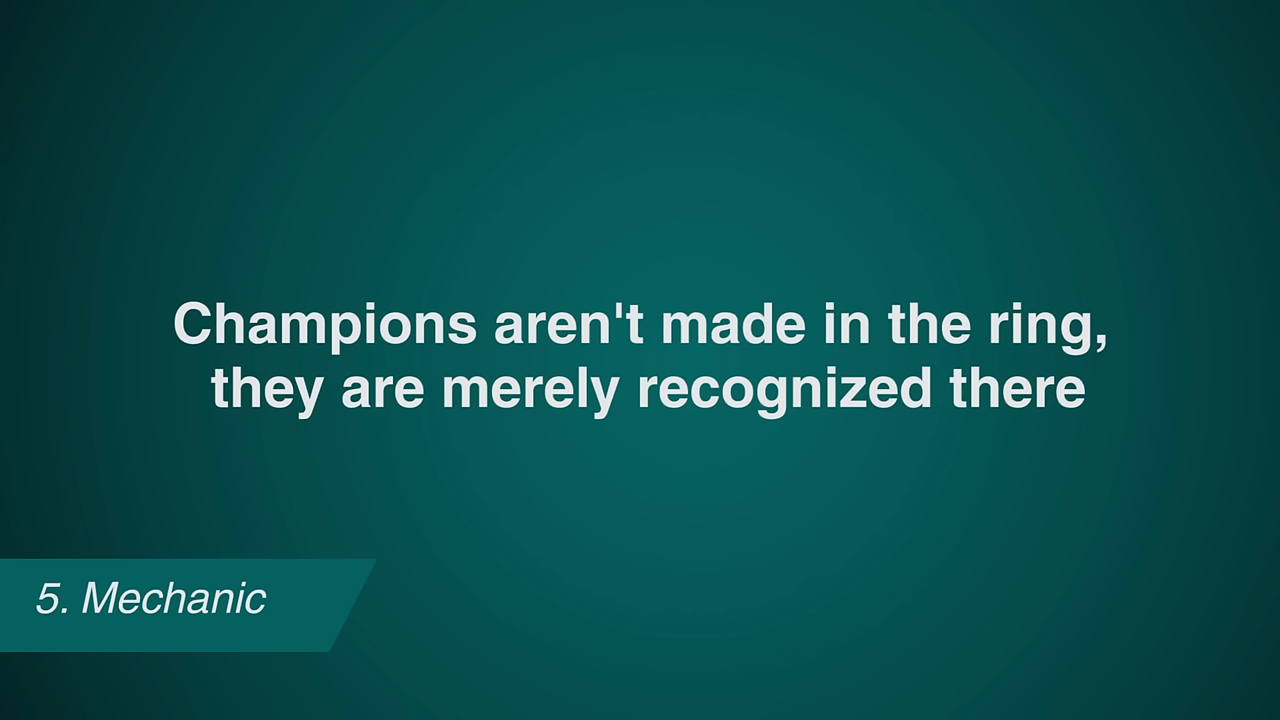 Champions aren't made in the ring,
they are merely recognized there
5. Mechanic